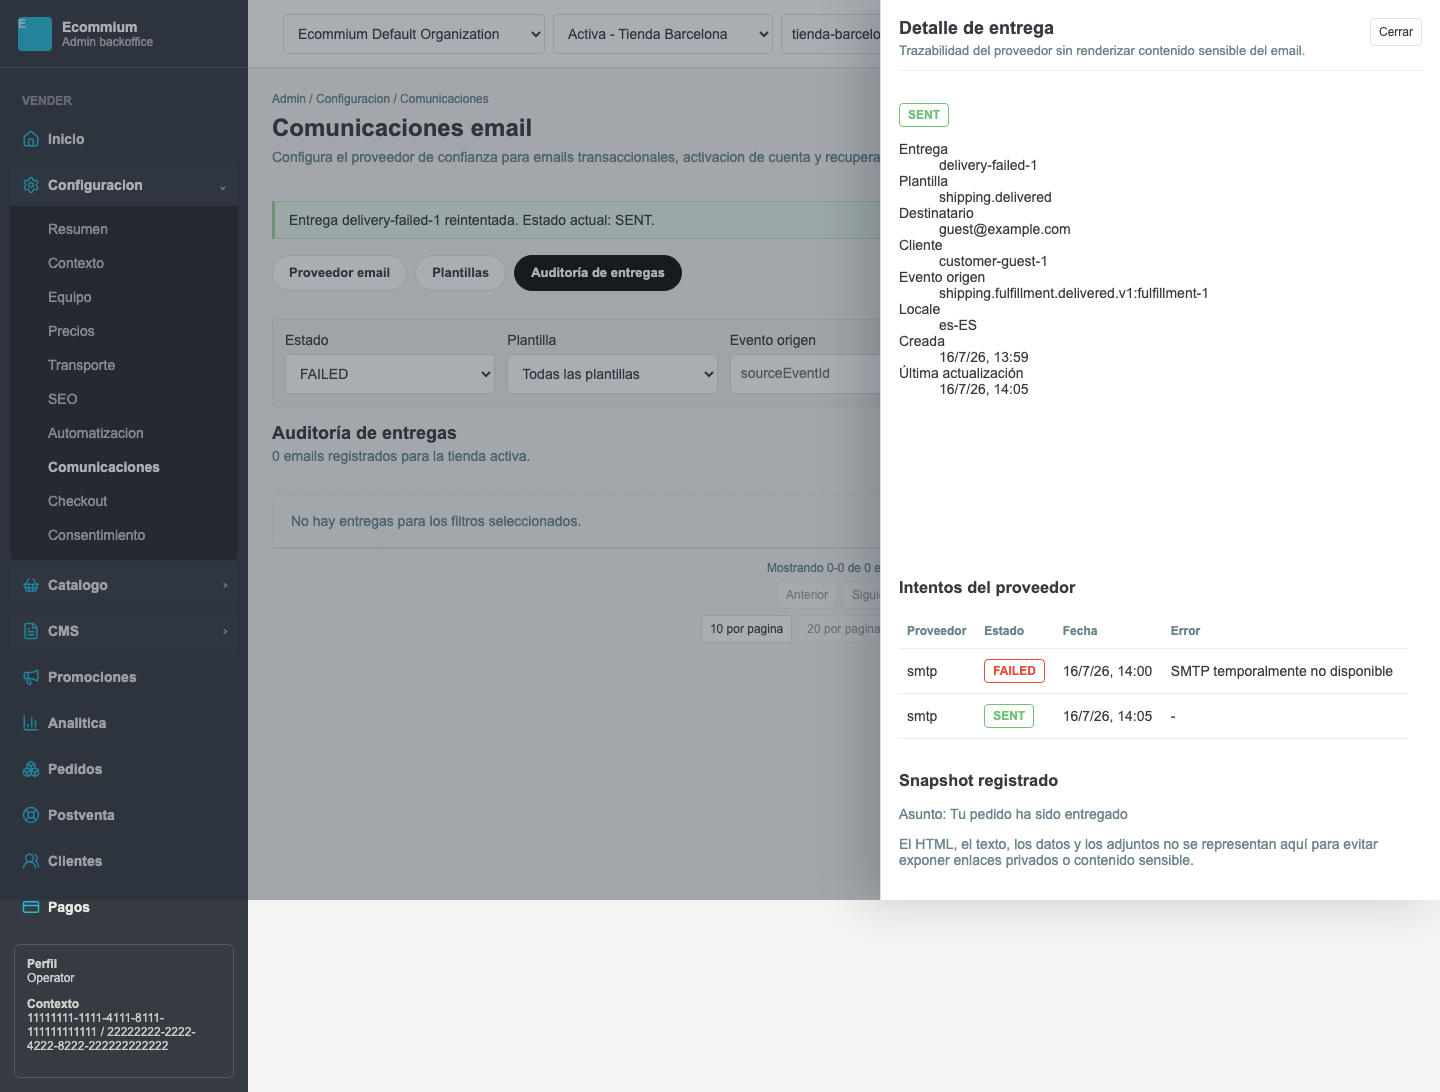 E
Ecommium
Admin backoffice
VENDER
Inicio
Configuracion
Resumen
Contexto
Equipo
Precios
Transporte
SEO
Automatizacion
Comunicaciones
Checkout
Consentimiento
Catalogo
CMS
Promociones
Analitica
Pedidos
Postventa
Clientes
Pagos
Perfil
Operator
Contexto
11111111-1111-4111-8111-
111111111111 / 22222222-2222-
4222-8222-222222222222
Ecommium Default Organization
Activa - Tienda Barcelona
tienda-barcelo
Admin / Configuracion / Comunicaciones
Comunicaciones email
Configura el proveedor de confianza para emails transaccionales, activacion de cuenta y recupera
Entrega delivery-failed-1 reintentada. Estado actual: SENT.
Proveedor email
Plantillas
Auditoría de entregas
Estado
Plantilla
Evento origen
FAILED
Todas las plantillas
sourceEventId
Auditoría de entregas
0 emails registrados para la tienda activa.
No hay entregas para los filtros seleccionados.
Mostrando 0-0 de 0 e
Anterior
Sigui
10 por pagina
20 por pagina
Detalle de entrega
Trazabilidad del proveedor sin renderizar contenido sensible del email.
Cerrar
SENT
Entrega
delivery-failed-1
Plantilla
shipping.delivered
Destinatario
guest@example.com
Cliente
customer-guest-1
Evento origen
shipping.fulfillment.delivered.v1:fulfillment-1
Locale
es-ES
Creada
16/7/26, 13:59
Última actualización
16/7/26, 14:05
Intentos del proveedor
Proveedor Estado Fecha Error
smtp FAILED 16/7/26, 14:00 SMTP temporalmente no disponible
smtp SENT 16/7/26, 14:05 -
Snapshot registrado
Asunto: Tu pedido ha sido entregado
El HTML, el texto, los datos y los adjuntos no se representan aquí para evitar
exponer enlaces privados o contenido sensible.